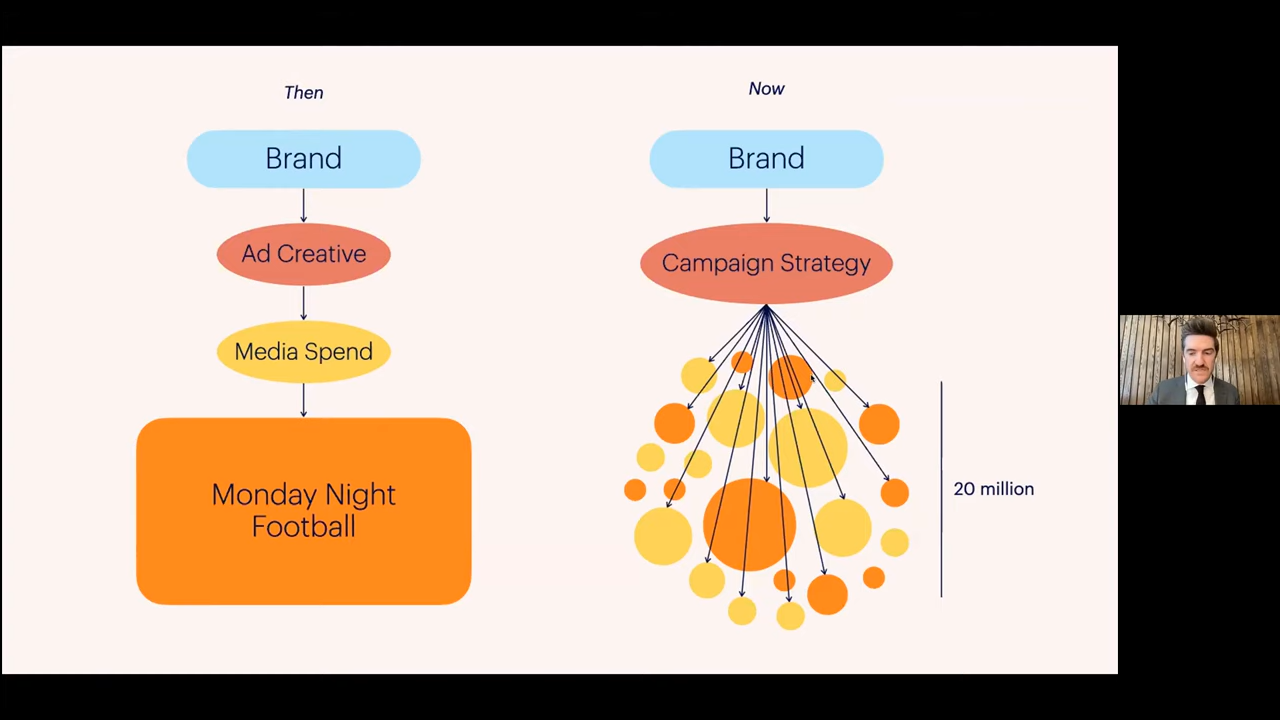 Then
Brand
Ad Creative
Media Spend
Monday Night
Football
Now
Brand
Campaign Strategy
20 million